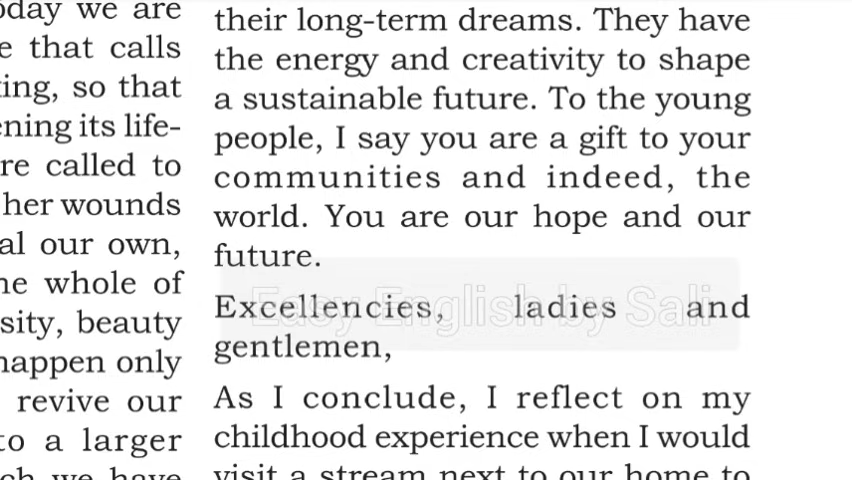 oday we are
e that calls
ing, so that
ening its life-
re called to
her wounds
al our own,
he whole of
sity, beauty
happen only
revive our
to a larger
ch we have
their long-term dreams. They have
the energy and creativity to shape
a sustainable future. To the young
people, I say you are a gift to your
communities and indeed, the
world. You are our hope and our
future.
Excellencies, ladies and
gentlemen,
As I conclude, I reflect on my
childhood experience when I would
visit a stream next to our home to
Easy English by Sali